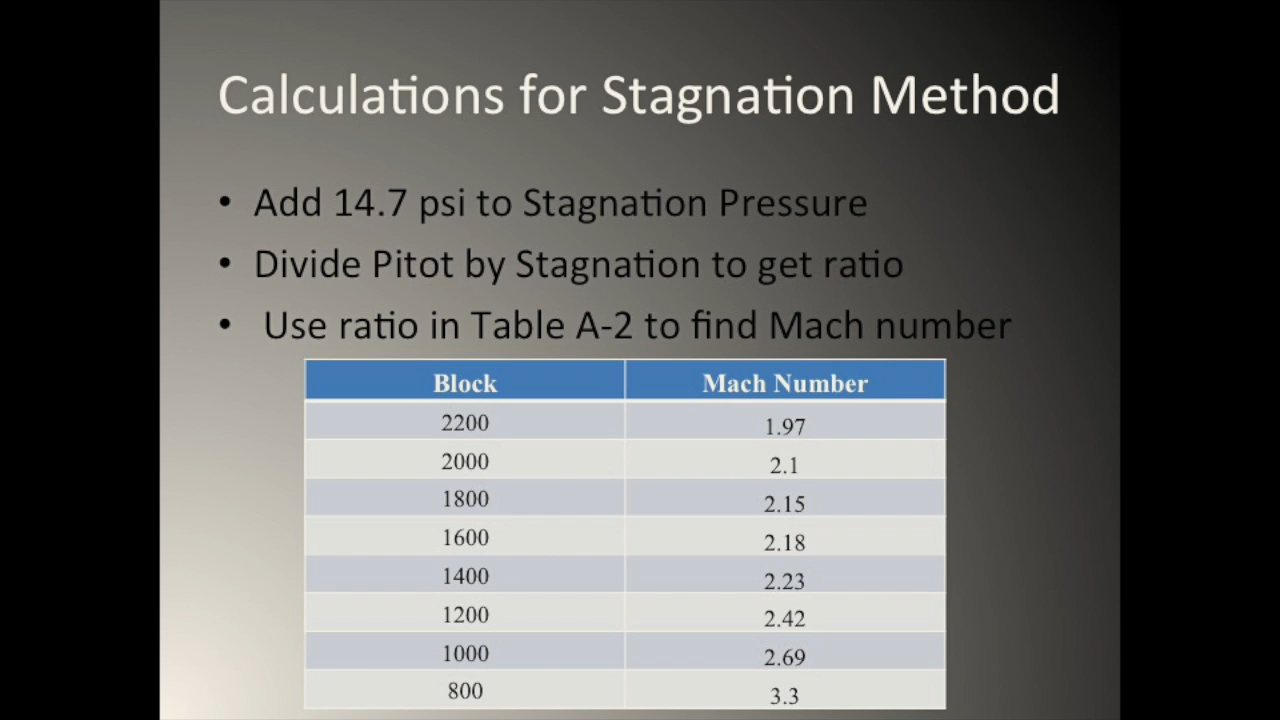 Calculations for Stagnation Method
• Add 14.7 psi to Stagnation Pressure
• Divide Pitot by Stagnation to get ratio
• Use ratio in Table A-2 to find Mach number
Block Mach Number
2200 1.97
2000 2.1
1800 2.15
1600 2.18
1400 2.23
1200 2.42
1000 2.69
800 3.3